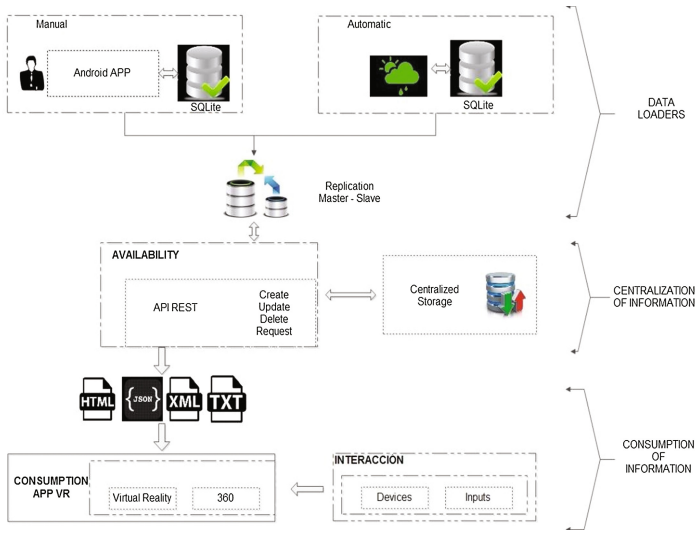 Manual
Automatic
Android APP
SQLite
SQLite
DATA
LOADERS
Replication
Master - Slave
AVAILABILITY
API REST
Create
Update
Delete
Request
Centralized
Storage
CENTRALIZATION
OF INFORMATION
HTML
{JSON}
XML
TXT
CONSUMPTION
OF
INFORMATION
CONSUMPTION
APP VR
Virtual Reality
360
INTERACCION
Devices
Inputs